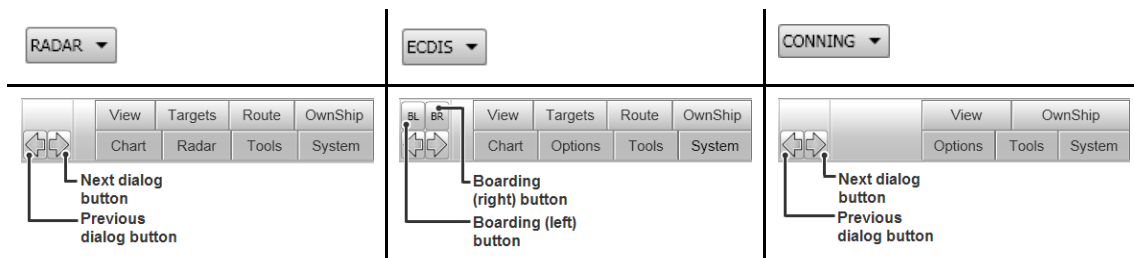 RADAR
View Targets Route OwnShip
Chart Radar Tools System
Next dialog
button
Previous
dialog button
ECDIS
BL BR View Targets Route OwnShip
Chart Options Tools System
Boarding
(right) button
Boarding (left)
button
CONNING
View OwnShip
Options Tools System
Next dialog
button
Previous
dialog button